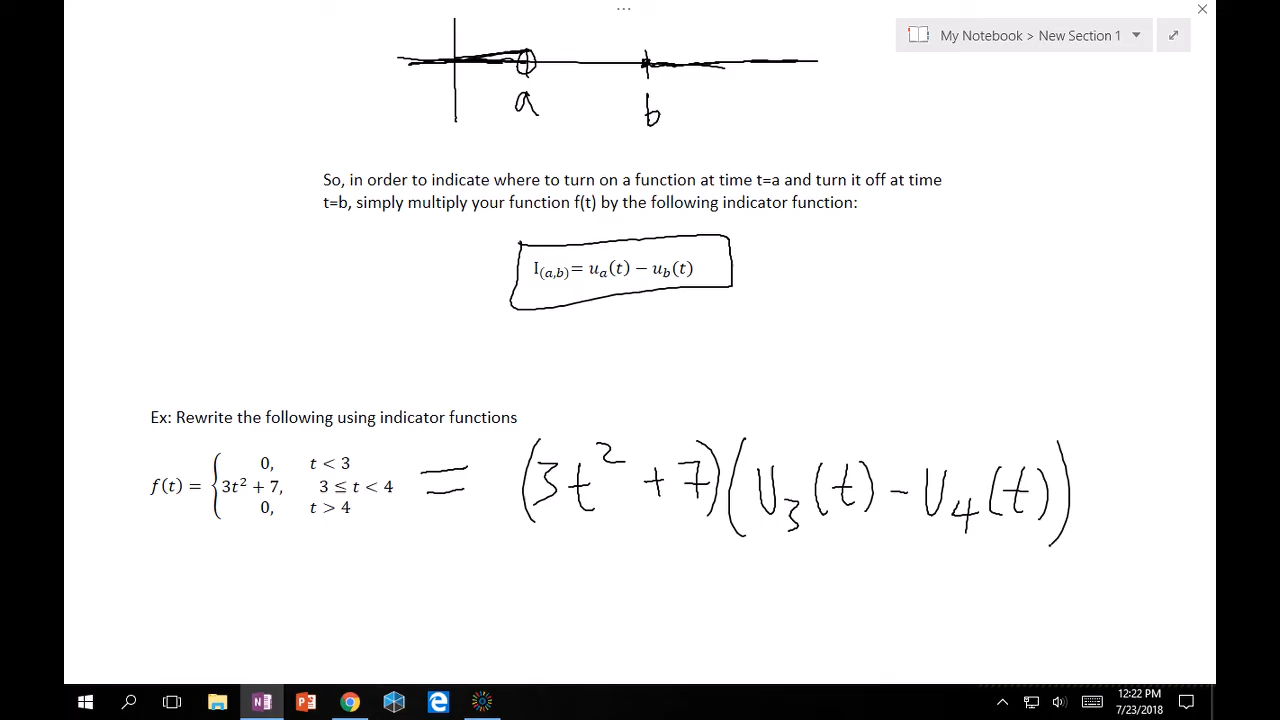 My Notebook > New Section 1
a
b
So, in order to indicate where to turn on a function at time t=a and turn it off at time
t=b, simply multiply your function f(t) by the following indicator function:
I₍a,b₎= uₐ(t) − u_b(t)
Ex: Rewrite the following using indicator functions
0, t < 3
f(t) = { 3t² + 7, 3 ≤ t < 4 = (3t² + 7)(U₃(t) - U₄(t))
0, t > 4
12:22 PM
7/23/2018